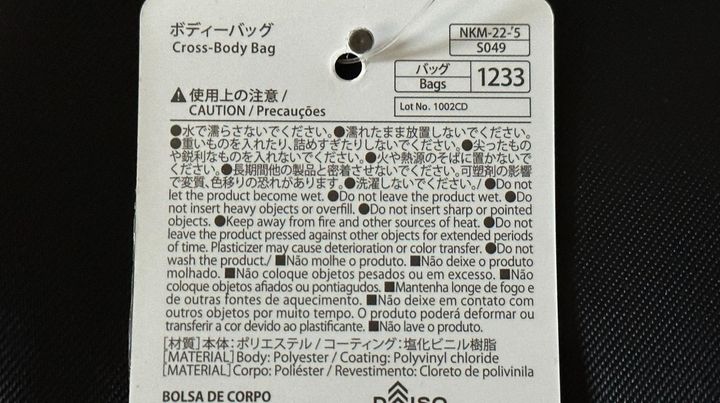 ボディーバッグ
Cross-Body Bag
NKM-22-'5
S049
バッグ
Bags
1233
Lot No. 1002CD
使用上の注意/
CAUTION / Precauções
●水で濡らさないでください。●濡れたまま放置しないでください。
●重いものを入れたり、詰めすぎたりしないでください。●尖ったもの
や鋭利なものを入れないでください。●火や熱源のそばに置かないで
ください。●長期間他の製品と密着させないでください。可塑剤の影響
で変質、色移りの恐れがあります。●洗濯しないでください。/ ●Do not
let the product become wet. ●Do not leave the product wet. ●Do
not insert heavy objects or overfill. ●Do not insert sharp or pointed
objects. ●Keep away from fire and other sources of heat. ●Do not
leave the product pressed against other objects for extended periods
of time. Plasticizer may cause deterioration or color transfer. ●Do not
wash the product./ ■Não molhe o produto. ■Não deixe o produto
molhado. ■Não coloque objetos pesados ou em excesso. ■Não
coloque objetos afiados ou pontiagudos. ■Mantenha longe de fogo e
de outras fontes de aquecimento. ■Não deixe em contato com
outros objetos por muito tempo. O produto poderá deformar ou
transferir a cor devido ao plastificante. ■Não lave o produto.
[材質]本体:ポリエステル/コーティング:塩化ビニル樹脂
[MATERIAL] Body: Polyester / Coating: Polyvinyl chloride
[MATERIAL] Corpo: Poliéster / Revestimento: Cloreto de polivinila
BOLSA DE CORPO
DAISO